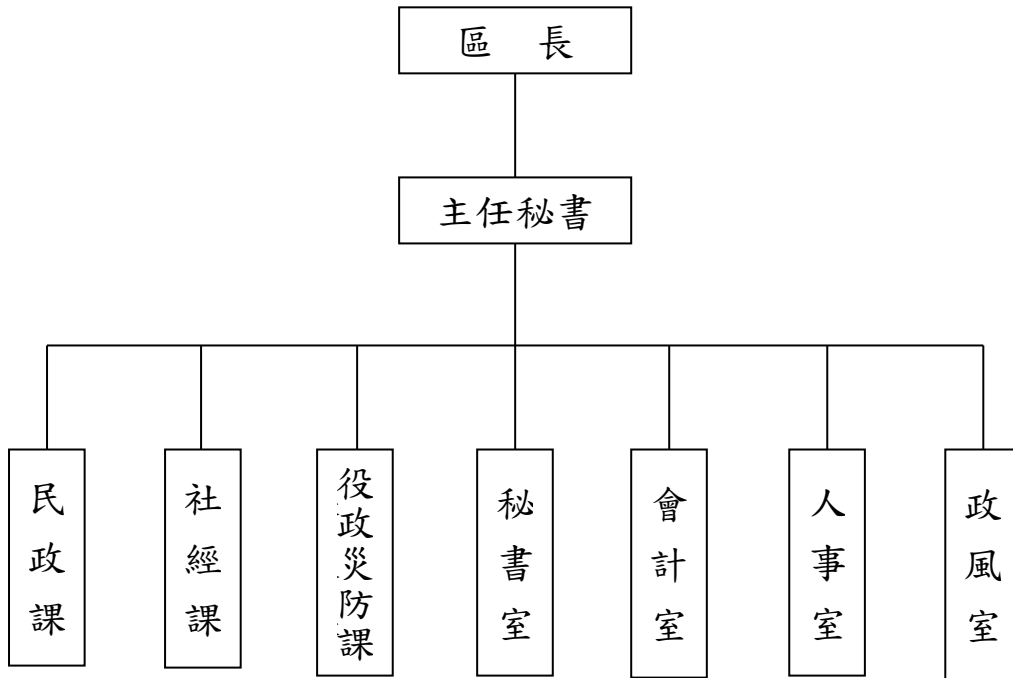 區 長
主任秘書
民政課
社經課
役政災防課
秘書室
會計室
人事室
政風室